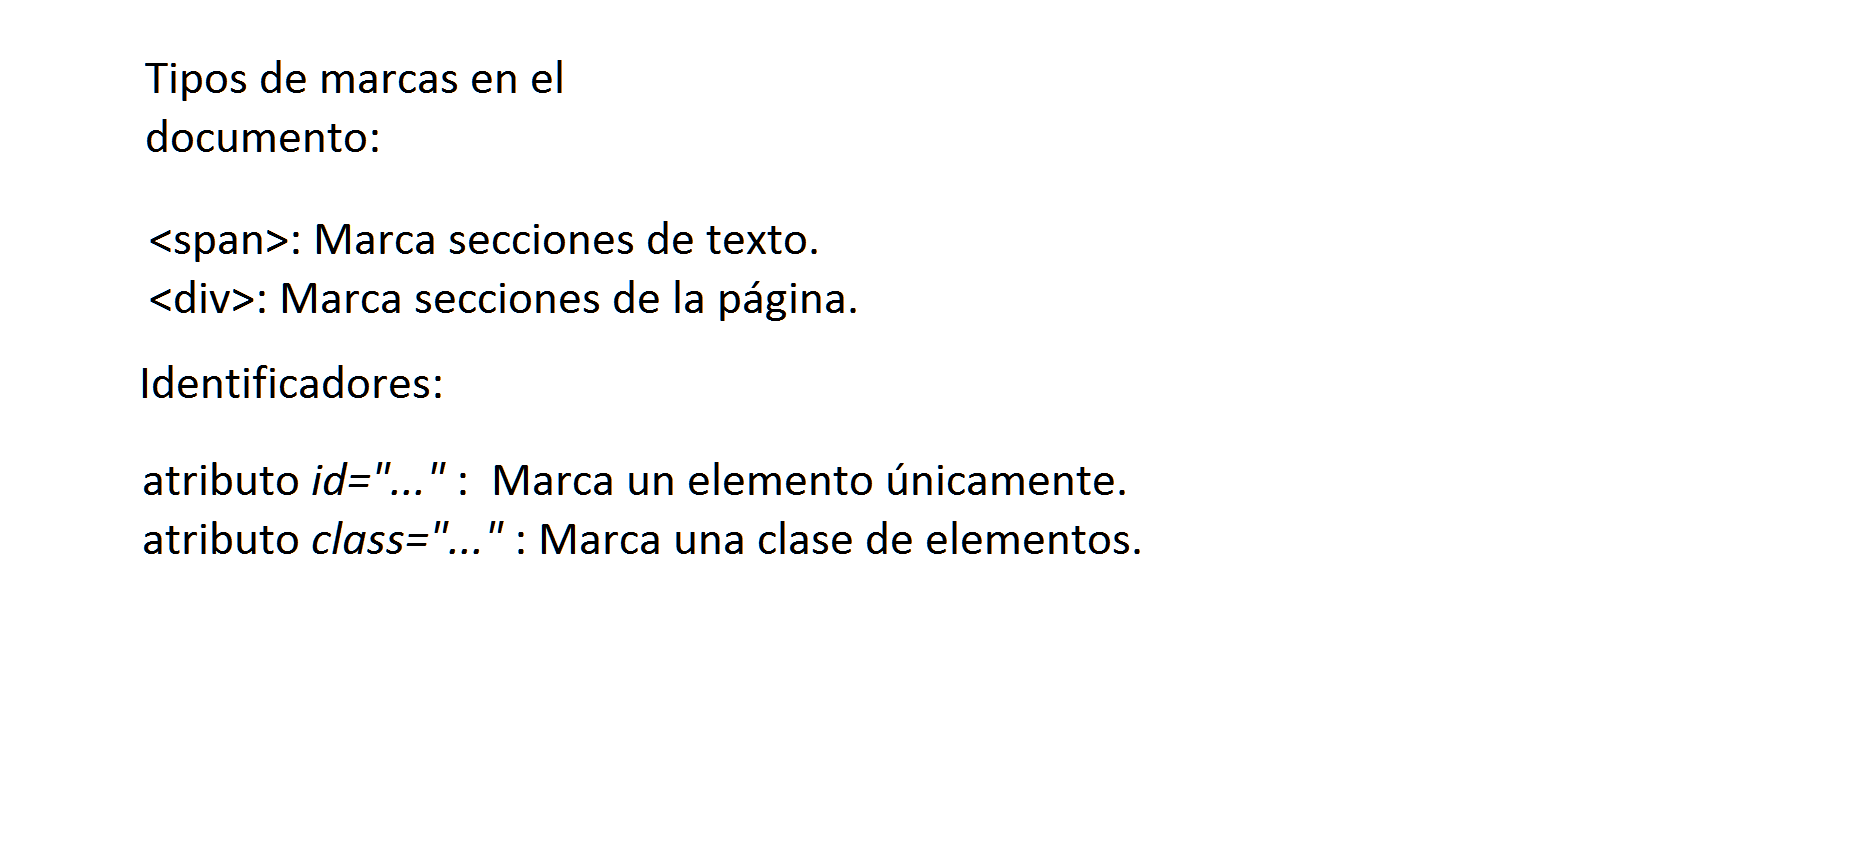 Tipos de marcas en el
documento:
<span>: Marca secciones de texto.
<div>: Marca secciones de la página.
Identificadores:
atributo id="..." :  Marca un elemento únicamente.
atributo class="..." : Marca una clase de elementos.